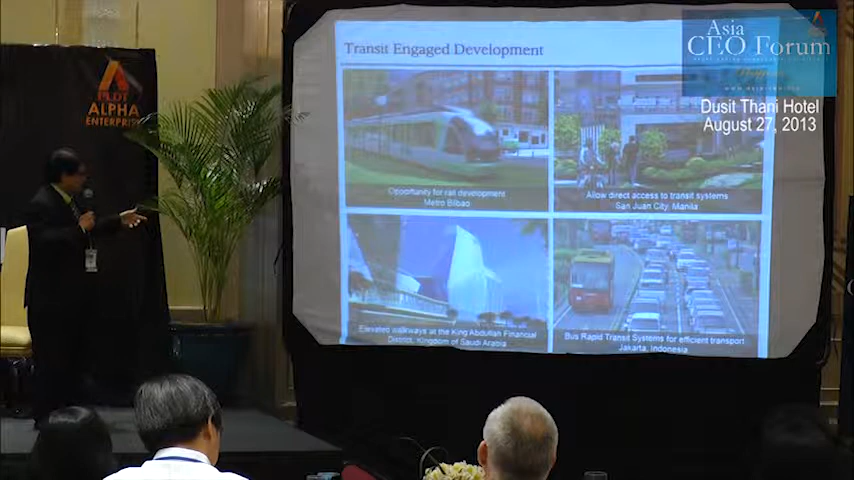 PLDT
ALPHA
ENTERPRISE
Transit Engaged Development
Opportunity for rail development
Metro Bilbao
Allow direct access to transit systems
San Juan City, Manila
Elevated walkways at the King Abdullah Financial
District, Kingdom of Saudi Arabia
Bus Rapid Transit Systems for efficient transport
Jakarta, Indonesia
Asia
CEO Forum
Dusit Thani Hotel
August 27, 2013